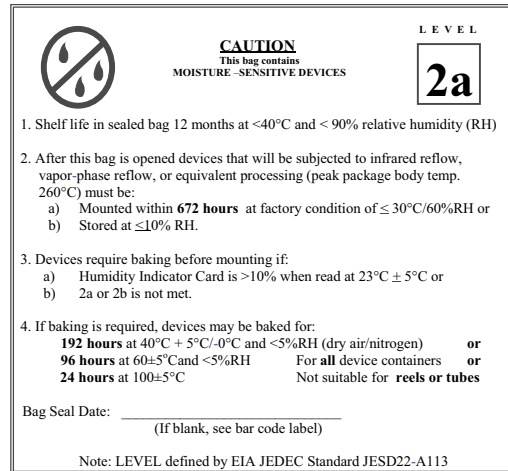 LEVEL
CAUTION
This bag contains
MOISTURE –SENSITIVE DEVICES
2a
1. Shelf life in sealed bag 12 months at <40°C and < 90% relative humidity (RH)
2. After this bag is opened devices that will be subjected to infrared reflow,
vapor-phase reflow, or equivalent processing (peak package body temp.
260°C) must be:
a) Mounted within 672 hours at factory condition of ≤ 30°C/60%RH or
b) Stored at ≤10% RH.
3. Devices require baking before mounting if:
a) Humidity Indicator Card is >10% when read at 23°C ± 5°C or
b) 2a or 2b is not met.
4. If baking is required, devices may be baked for:
192 hours at 40°C + 5°C/-0°C and <5%RH (dry air/nitrogen) or
96 hours at 60±5°Cand <5%RH For all device containers or
24 hours at 100±5°C Not suitable for reels or tubes
Bag Seal Date: ______________________________
(If blank, see bar code label)
Note: LEVEL defined by EIA JEDEC Standard JESD22-A113